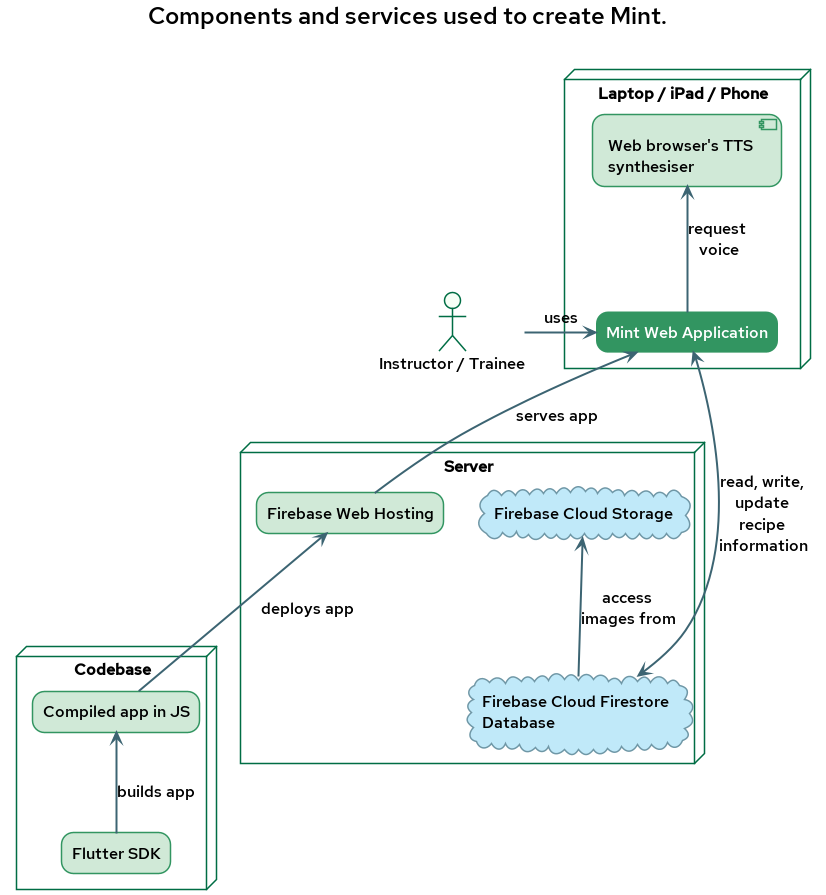 Components and services used to create Mint.
Laptop / iPad / Phone
Web browser's TTS
synthesiser
request
voice
uses
Mint Web Application
Instructor / Trainee
serves app
Server
Firebase Web Hosting
Firebase Cloud Storage
read, write,
update
recipe
information
deploys app
access
images from
Codebase
Compiled app in JS
Firebase Cloud Firestore
Database
builds app
Flutter SDK